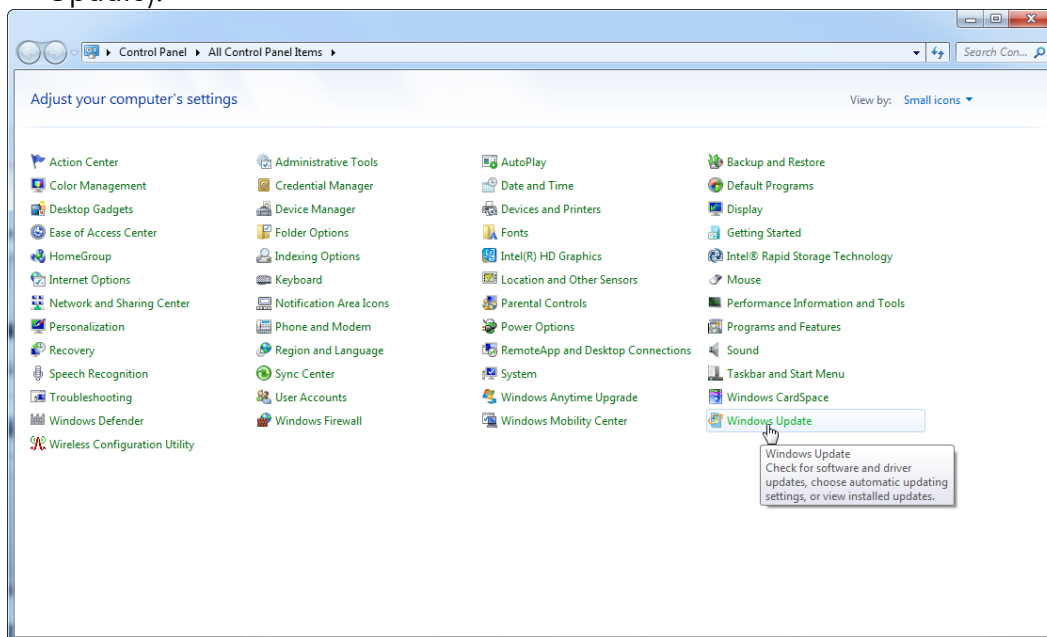 Update).
Control Panel ▸ All Control Panel Items ▸
Search Con...
Adjust your computer's settings
View by: Small icons
Action Center
Administrative Tools
AutoPlay
Backup and Restore
Color Management
Credential Manager
Date and Time
Default Programs
Desktop Gadgets
Device Manager
Devices and Printers
Display
Ease of Access Center
Folder Options
Fonts
Getting Started
HomeGroup
Indexing Options
Intel(R) HD Graphics
Intel® Rapid Storage Technology
Internet Options
Keyboard
Location and Other Sensors
Mouse
Network and Sharing Center
Notification Area Icons
Parental Controls
Performance Information and Tools
Personalization
Phone and Modem
Power Options
Programs and Features
Recovery
Region and Language
RemoteApp and Desktop Connections
Sound
Speech Recognition
Sync Center
System
Taskbar and Start Menu
Troubleshooting
User Accounts
Windows Anytime Upgrade
Windows CardSpace
Windows Defender
Windows Firewall
Windows Mobility Center
Windows Update
Wireless Configuration Utility
Windows Update
Check for software and driver
updates, choose automatic updating
settings, or view installed updates.